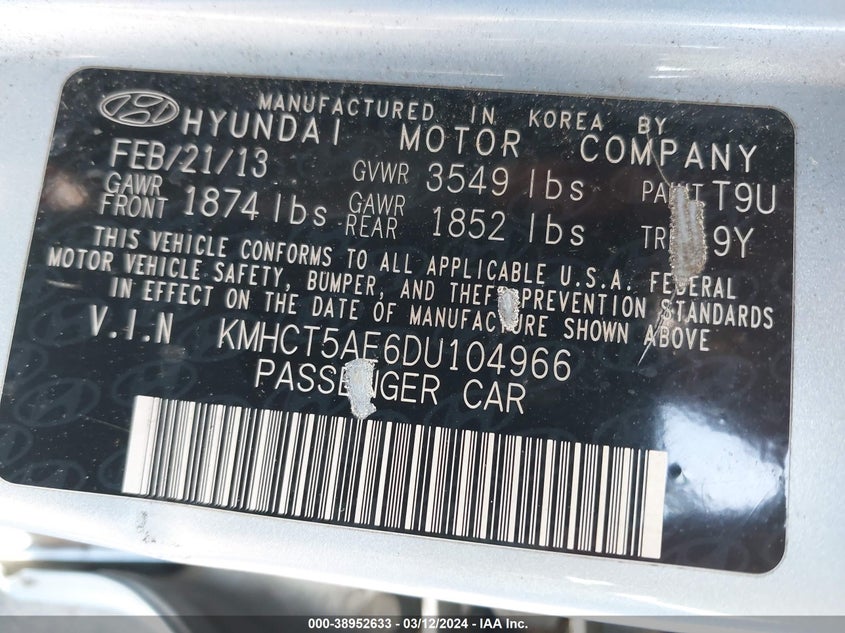 MANUFACTURED IN KOREA BY
HYUNDAI MOTOR COMPANY
FEB/21/13 GVWR 3549 lbs T9U
GAWR FRONT 1874 lbs GAWR REAR 1852 lbs 9Y
THIS VEHICLE CONFORMS TO ALL APPLICABLE U.S.A. FEDERAL
MOTOR VEHICLE SAFETY, BUMPER, AND THEFT PREVENTION STANDARDS
IN EFFECT ON THE DATE OF MANUFACTURE SHOWN ABOVE
V.I.N KMHCT5AE6DU104966
PASSENGER CAR
000-38952633 - 03/12/2024 - IAA Inc.